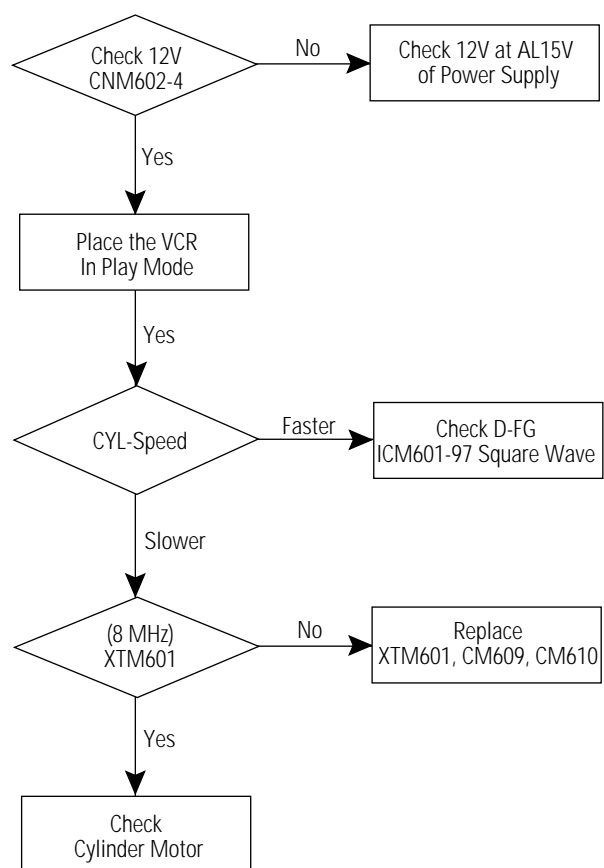 Check 12V
CNM602-4
No
Check 12V at AL15V
of Power Supply
Yes
Place the VCR
In Play Mode
Yes
CYL-Speed
Faster
Check D-FG
ICM601-97 Square Wave
Slower
(8 MHz)
XTM601
No
Replace
XTM601, CM609, CM610
Yes
Check
Cylinder Motor